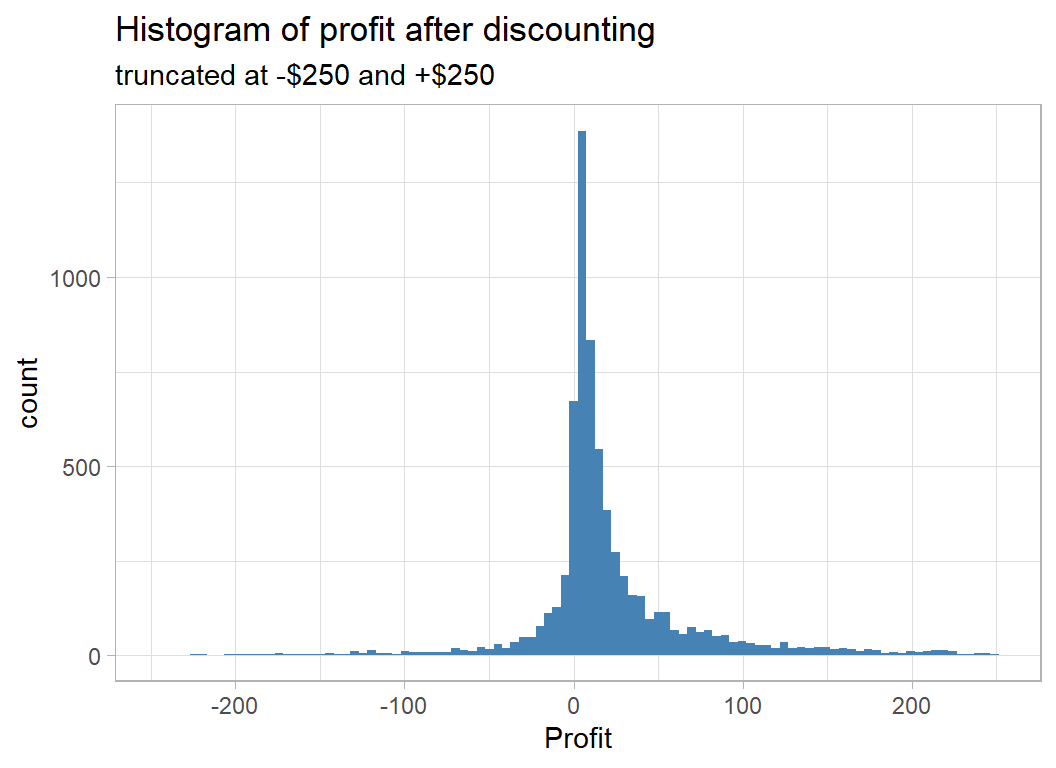 Histogram of profit after discounting
truncated at -$250 and +$250
count
1000
500
0
-200
-100
0
100
200
Profit